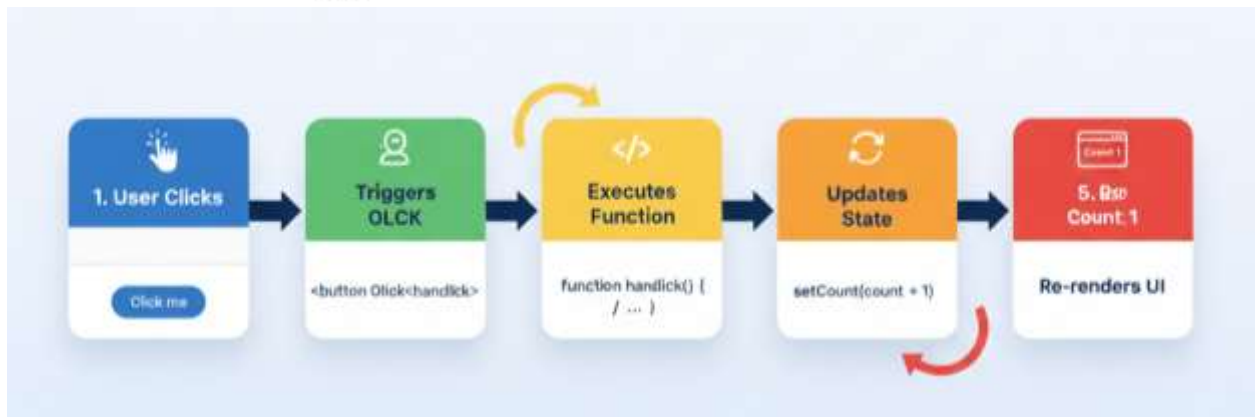 1. User Clicks
Click me
Triggers
OLCK
<button Olick<handlick>
</>
Executes
Function
function handlick() {
/ ... )
Updates
State
setCount(count + 1)
Count 1
5.
Count: 1
Re-renders UI